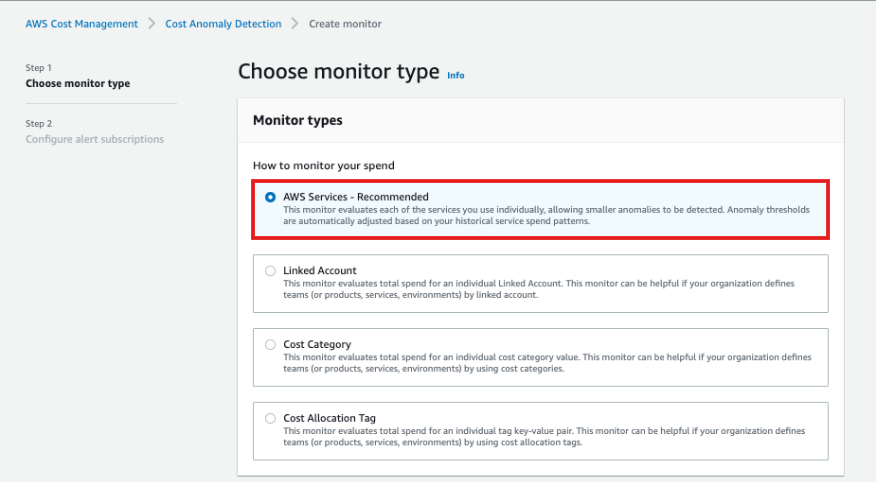 AWS Cost Management > Cost Anomaly Detection > Create monitor
Step 1
Choose monitor type
Step 2
Configure alert subscriptions
Choose monitor type Info
Monitor types
How to monitor your spend
AWS Services - Recommended
This monitor evaluates each of the services you use individually, allowing smaller anomalies to be detected. Anomaly thresholds
are automatically adjusted based on your historical service spend patterns.
Linked Account
This monitor evaluates total spend for an individual Linked Account. This monitor can be helpful if your organization defines
teams (or products, services, environments) by linked account.
Cost Category
This monitor evaluates total spend for an individual cost category value. This monitor can be helpful if your organization defines
teams (or products, services, environments) by using cost categories.
Cost Allocation Tag
This monitor evaluates total spend for an individual tag key-value pair. This monitor can be helpful if your organization defines
teams (or products, services, environments) by using cost allocation tags.